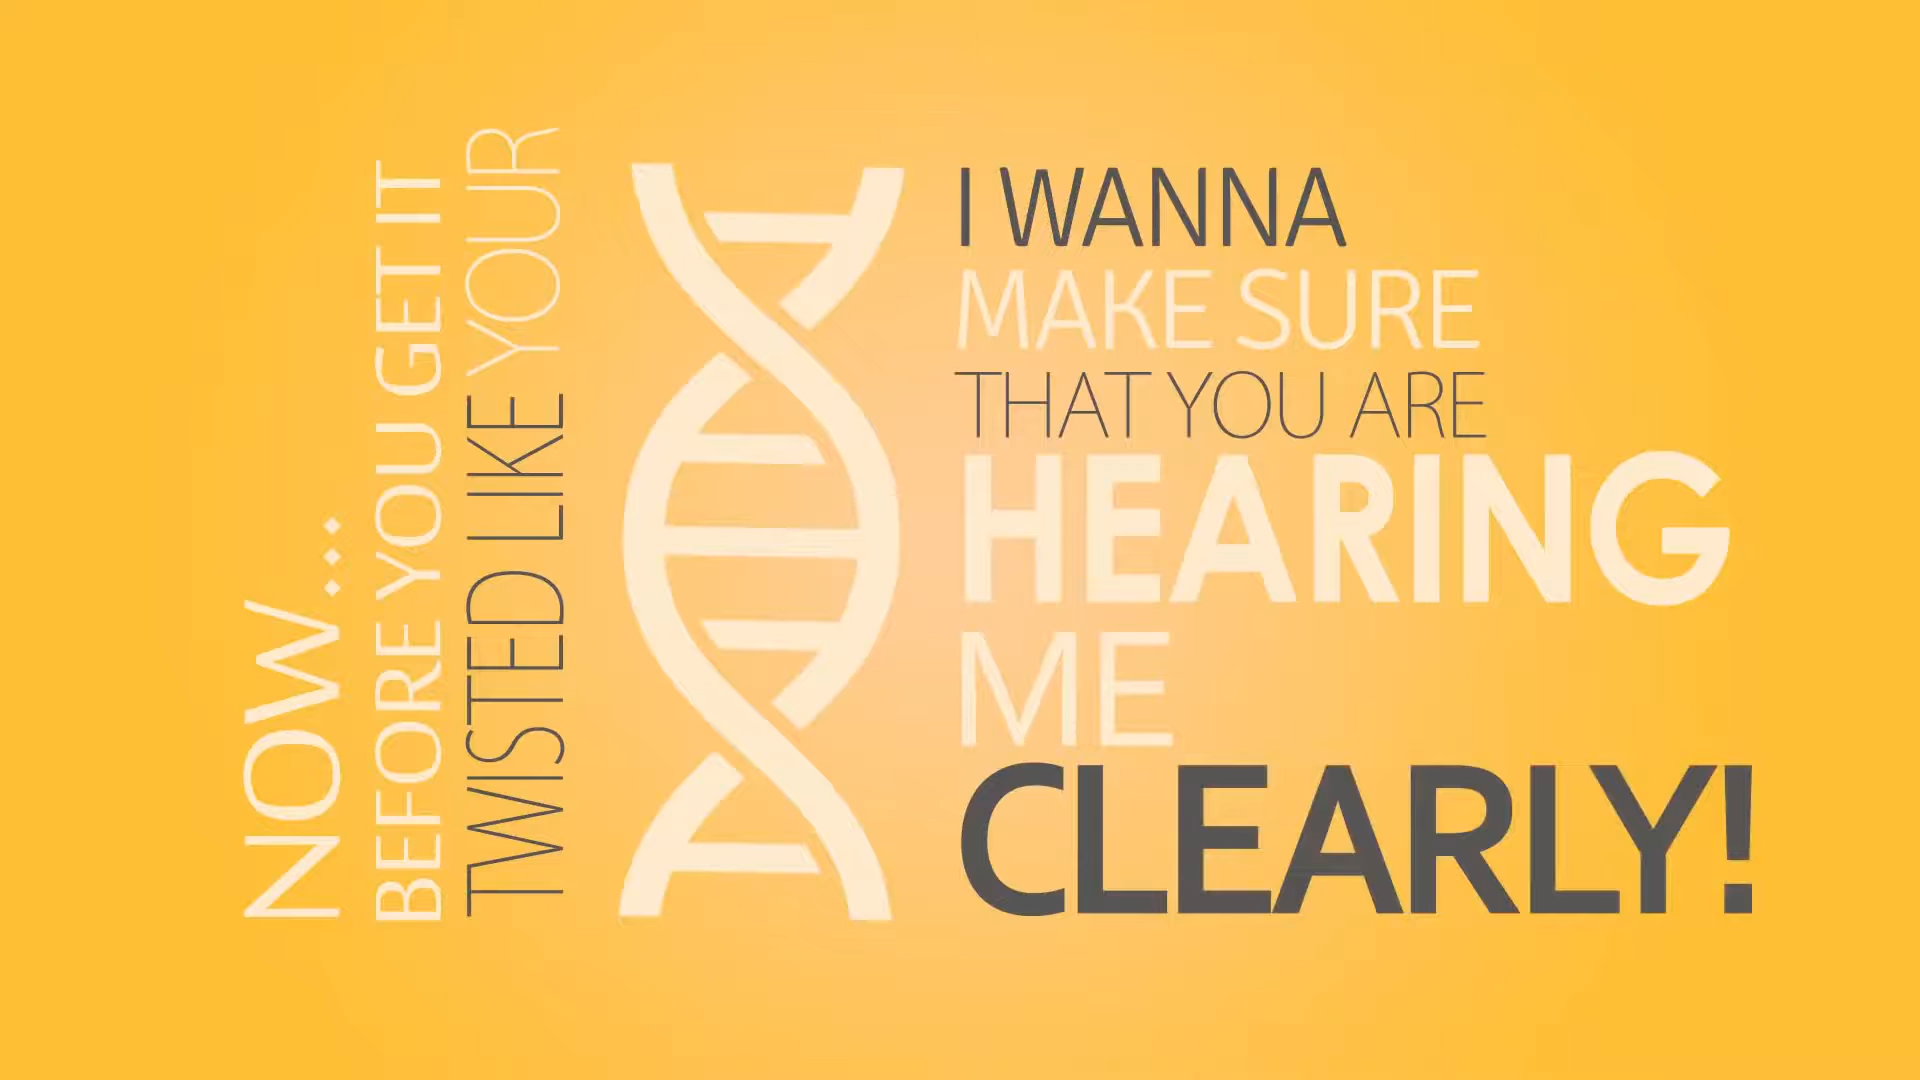 NOW...
BEFORE YOU GET IT
TWISTED LIKE YOUR
I WANNA
MAKE SURE
THAT YOU ARE
HEARING
ME
CLEARLY!